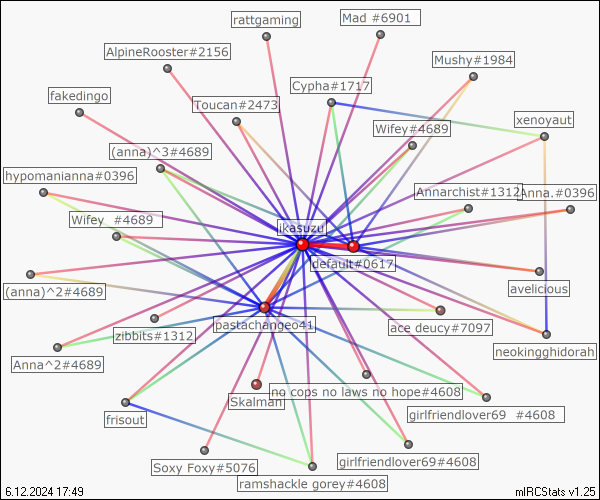 rattgaming
Mad #6901
AlpineRooster#2156
Mushy#1984
Cypha#1717
fakedingo
Toucan#2473
xenoyaut
Wifey#4689
(anna)^3#4689
hypomanianna#0396
Annarchist#1312
Anna.#0396
Wifey_#4689
ikasuzu
default#0617
(anna)^2#4689
avelicious
pastachangeo41
ace deucy#7097
zibbits#1312
neokingghidorah
Anna^2#4689
no cops no laws no hope#4608
Skalman
girlfriendlover69 #4608
frisout
Soxy Foxy#5076
girlfriendlover69#4608
ramshackle gorey#4608
6.12.2024 17:49
mIRCStats v1.25